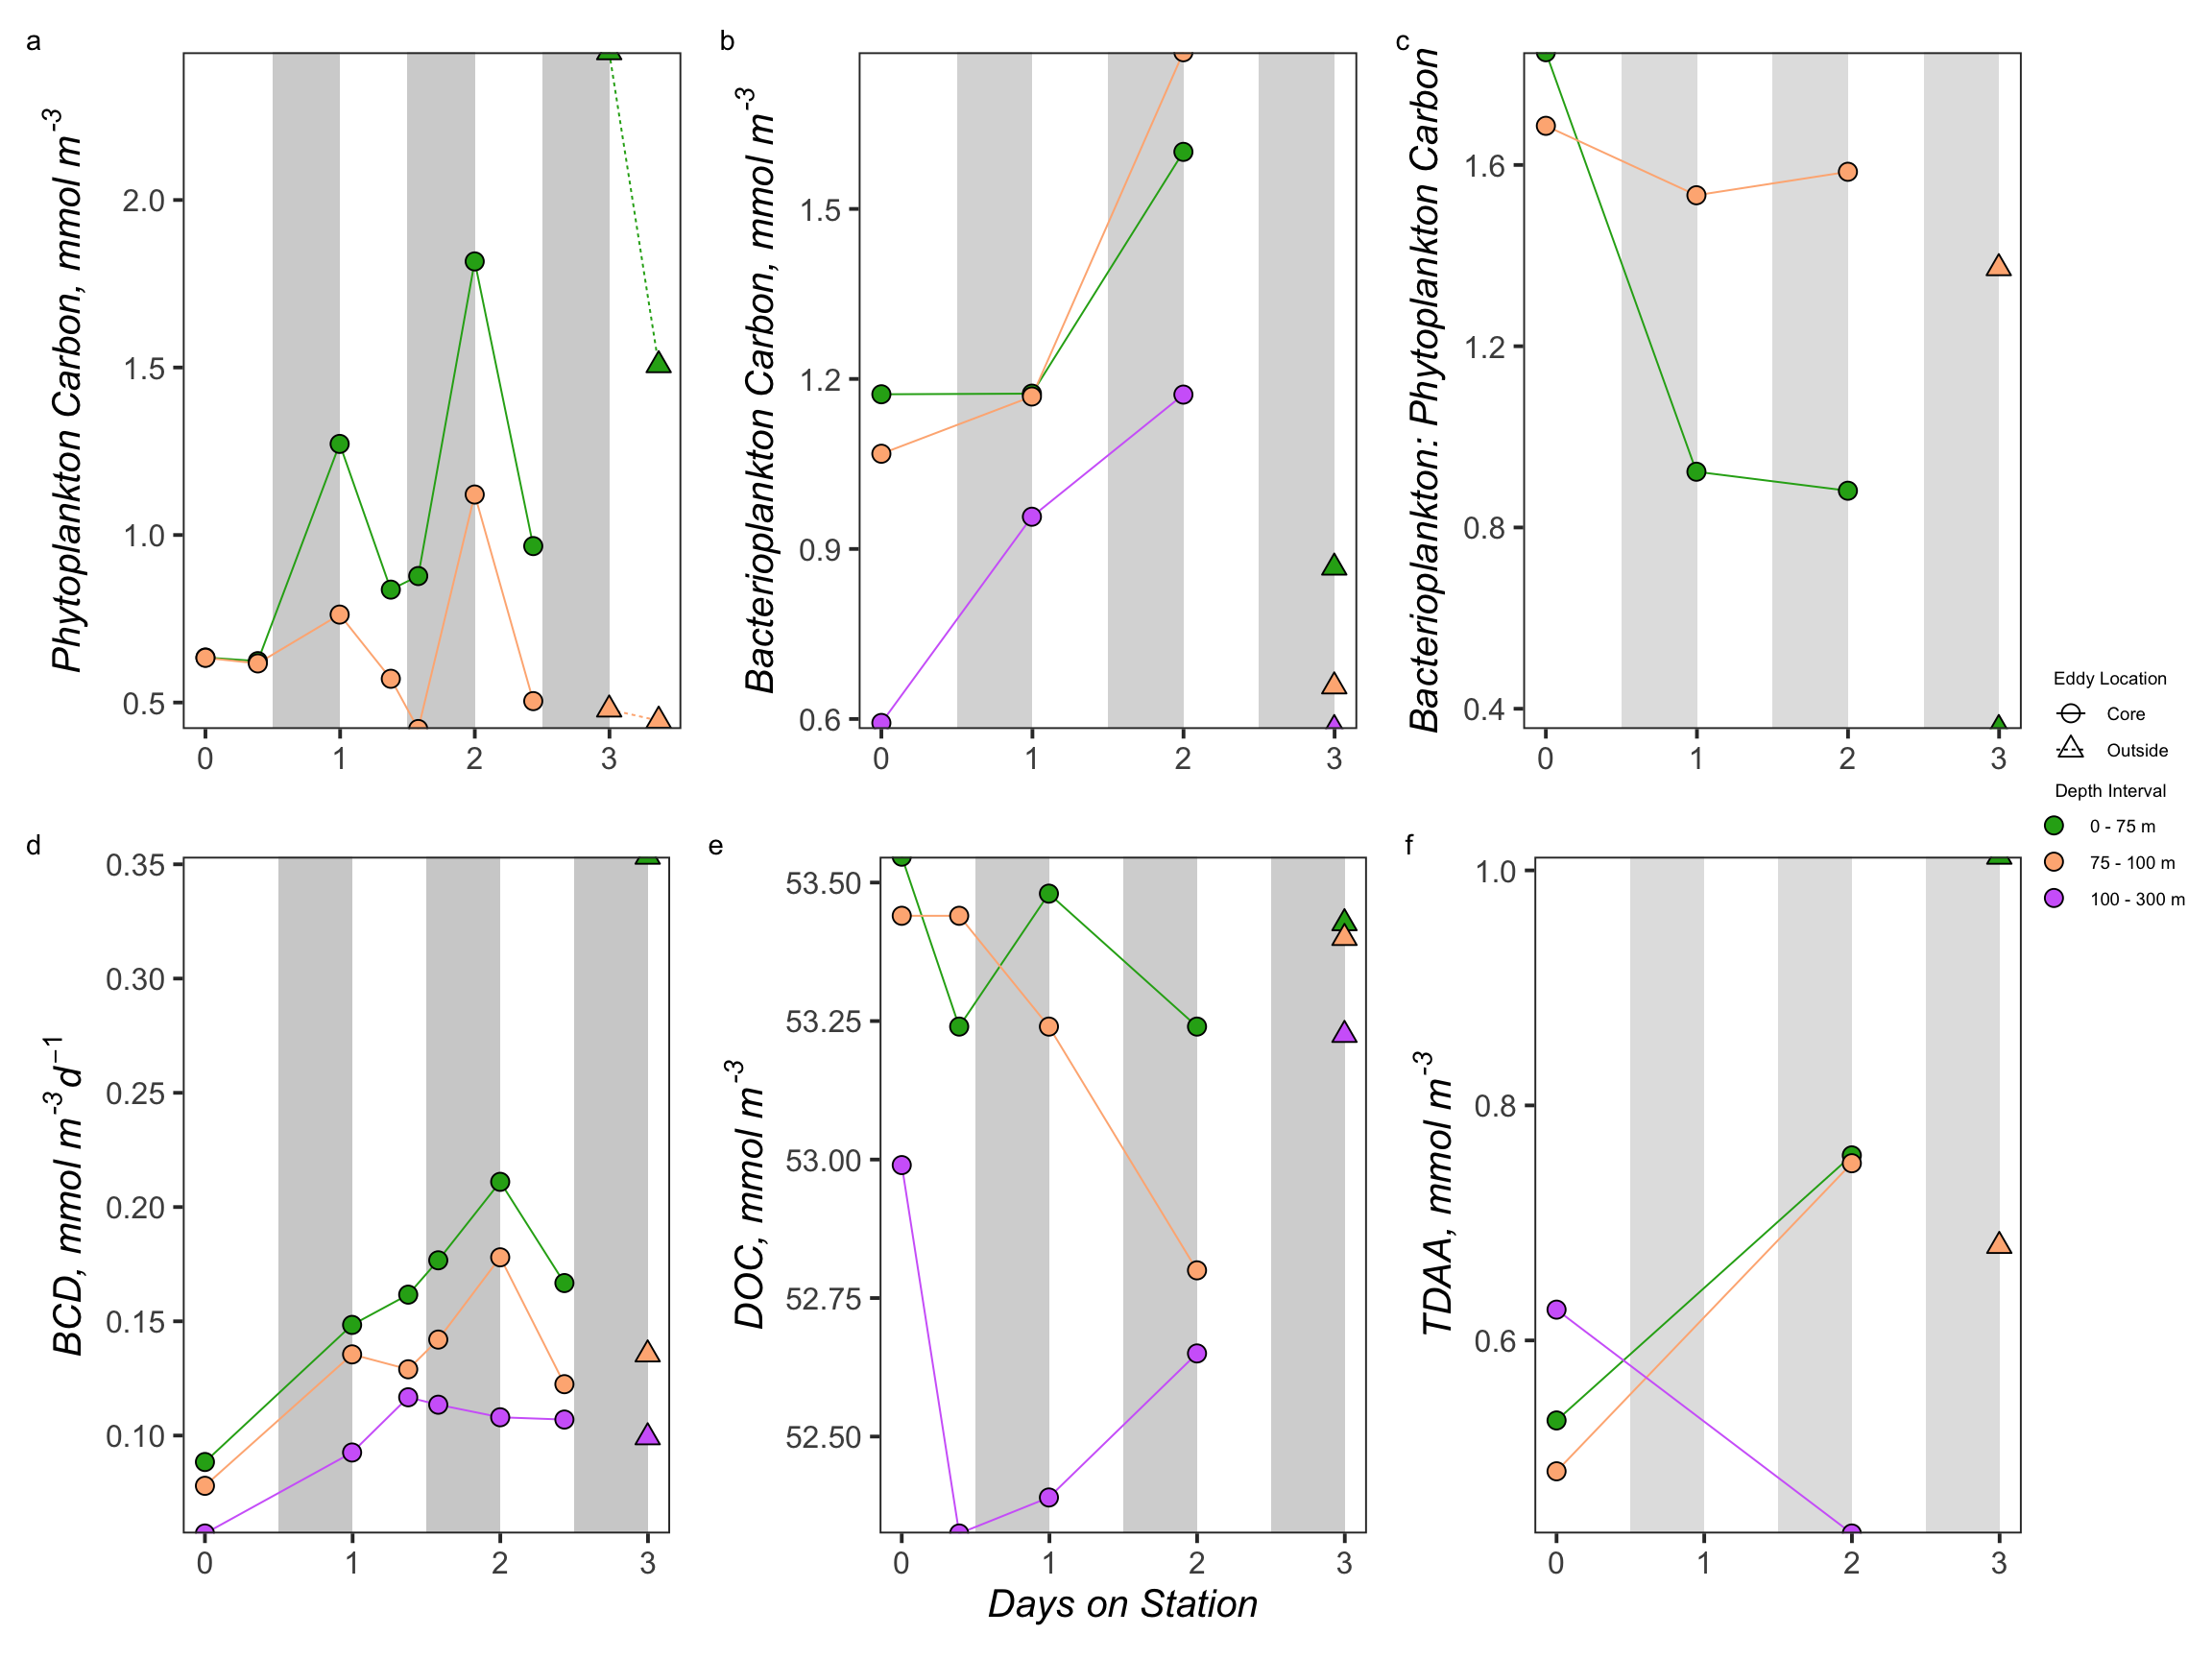 a
Phytoplankton Carbon, mmol m⁻³
2.0
1.5
1.0
0.5
0 1 2 3
b
Bacterioplankton Carbon, mmol m⁻³
1.5
1.2
0.9
0.6
0 1 2 3
c
Bacterioplankton: Phytoplankton Carbon
1.6
1.2
0.8
0.4
0 1 2 3
Eddy Location
Core
Outside
Depth Interval
0 - 75 m
75 - 100 m
100 - 300 m
d
BCD, mmol m⁻³ d⁻¹
0.35
0.30
0.25
0.20
0.15
0.10
0 1 2 3
e
DOC, mmol m⁻³
53.50
53.25
53.00
52.75
52.50
0 1 2 3
f
TDAA, mmol m⁻³
1.0
0.8
0.6
0 1 2 3
Days on Station